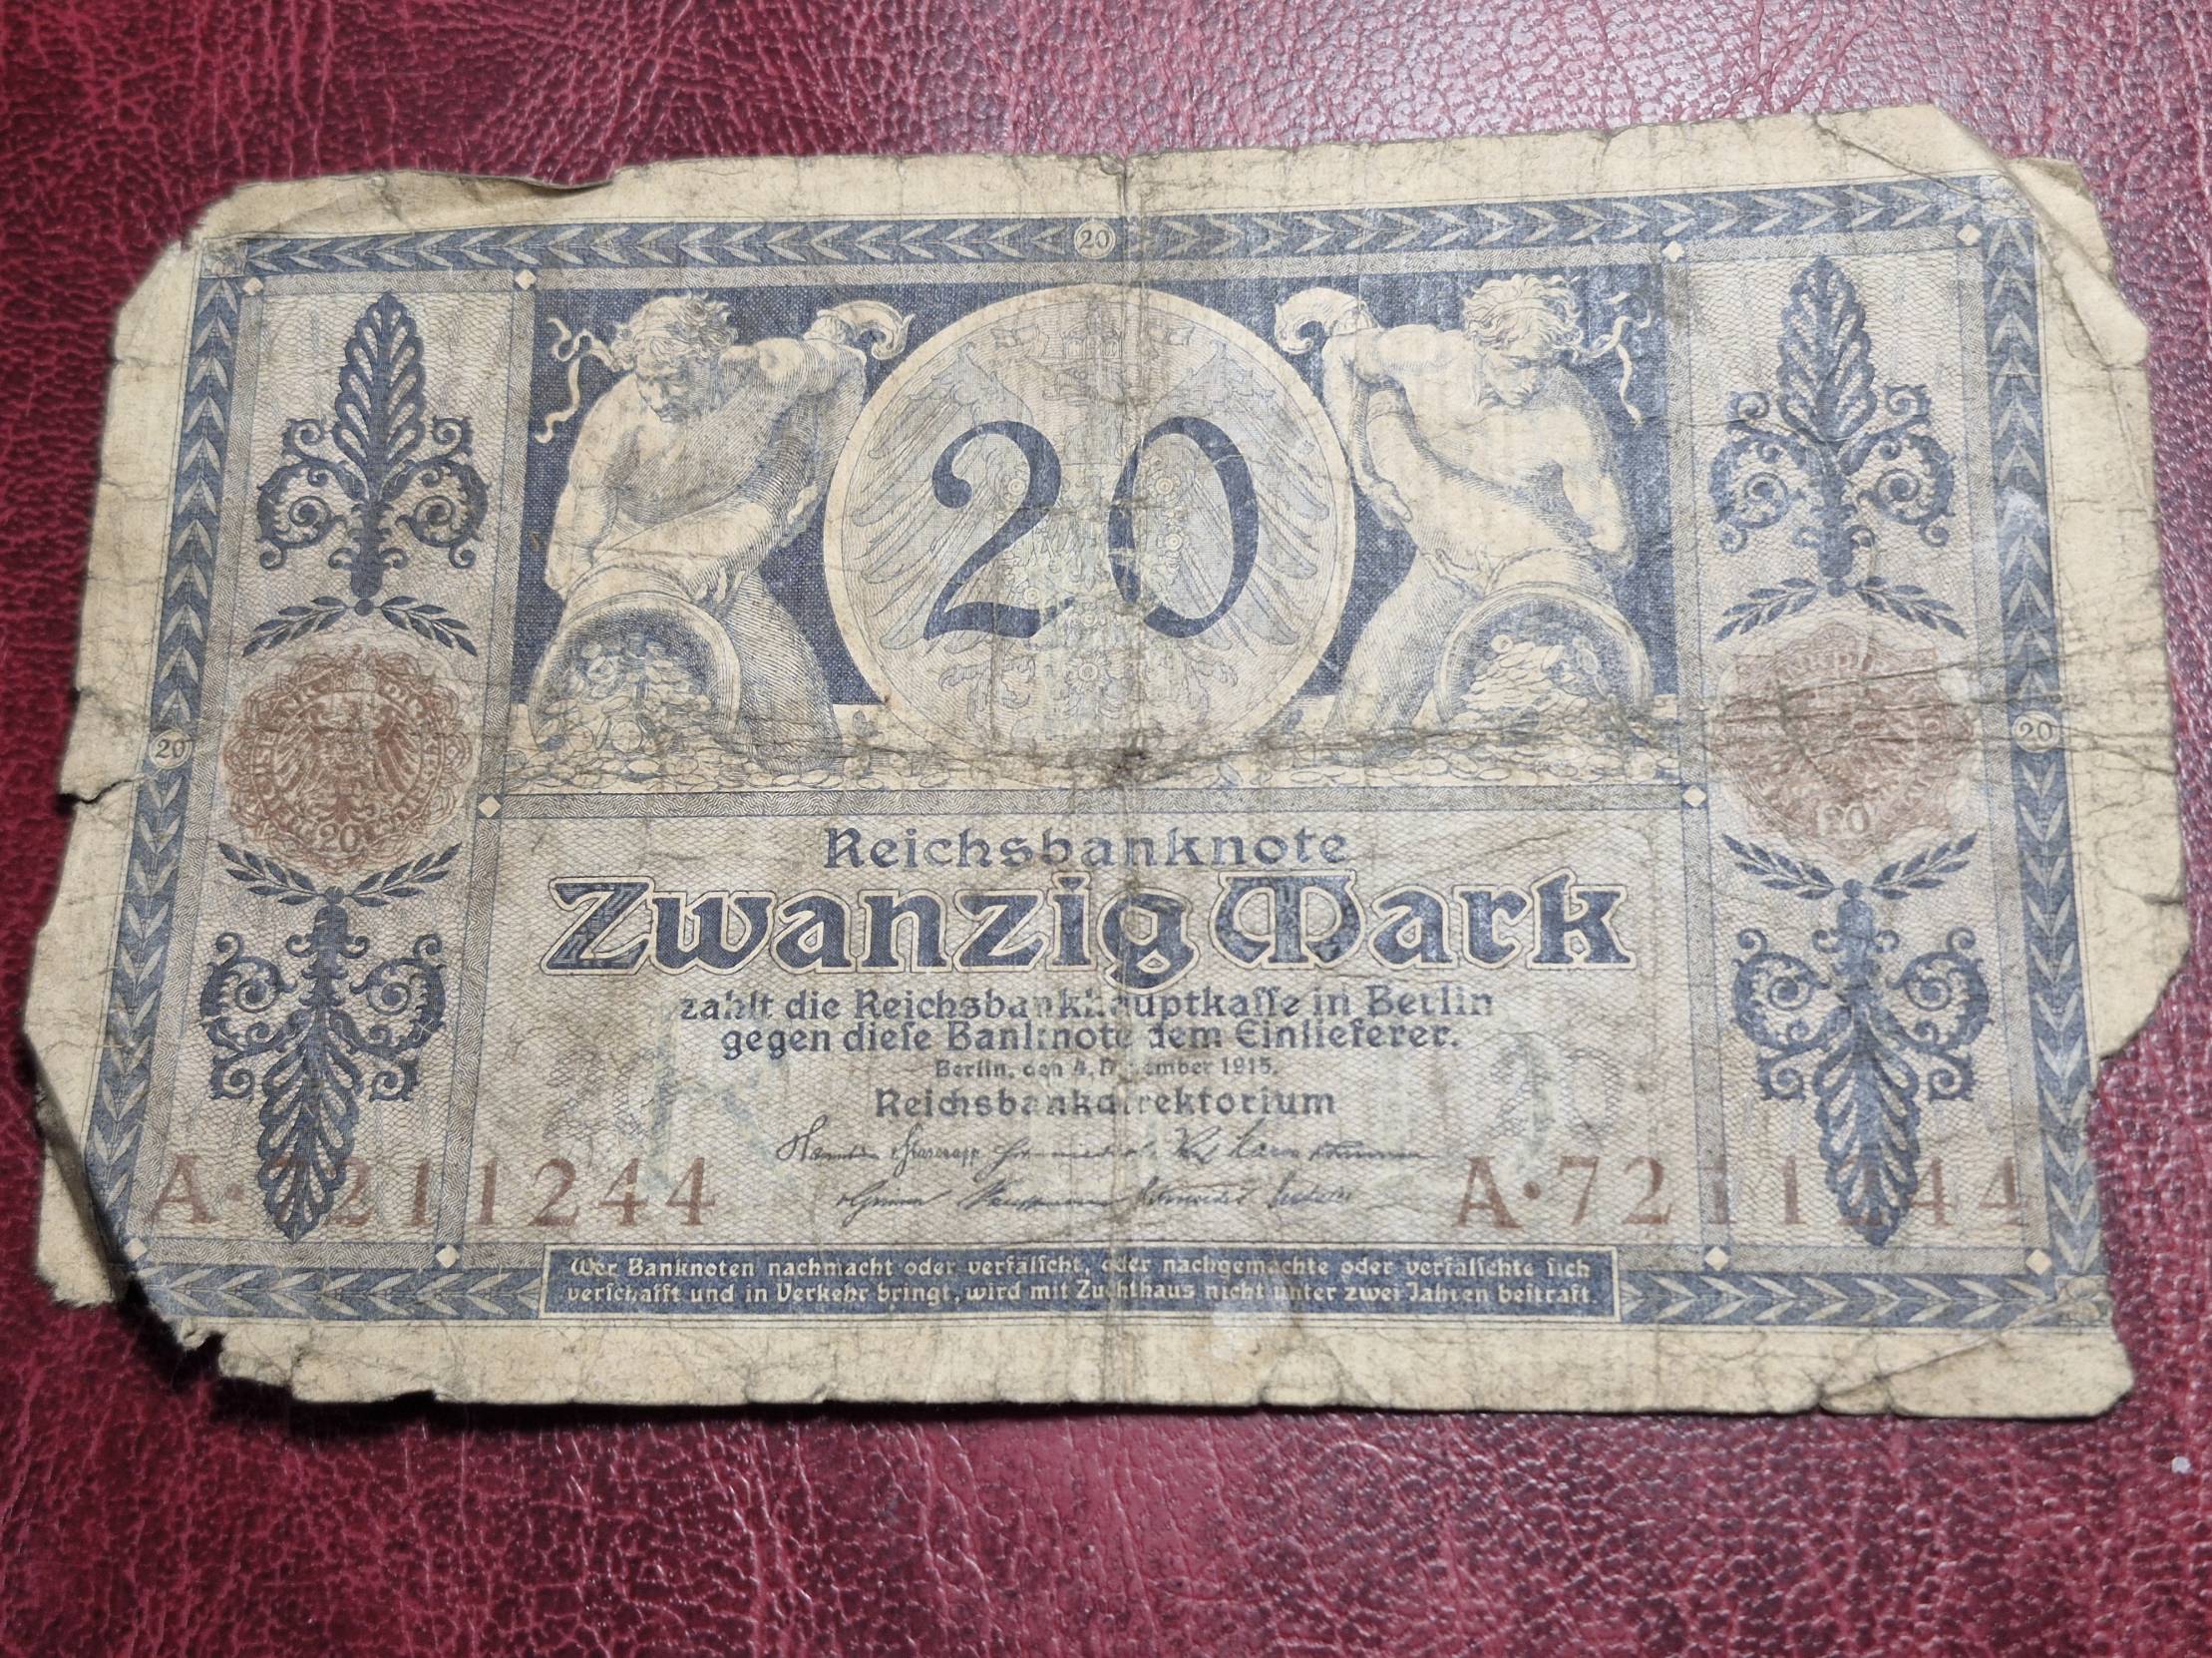 20
20
Reichsbanknote
Zwanzig Mark
20
20
20
20
zahlt die Reichsbankhauptkasse in Berlin
gegen diese Banknote dem Einlieferer.
Berlin, den 4. November 1915.
Reichsbankdirektorium
A·7211244
A·7211244
Wer Banknoten nachmacht oder verfälscht, oder nachgemachte oder verfälschte sich
verschafft und in Verkehr bringt, wird mit Zuchthaus nicht unter zwei Jahren bestraft.